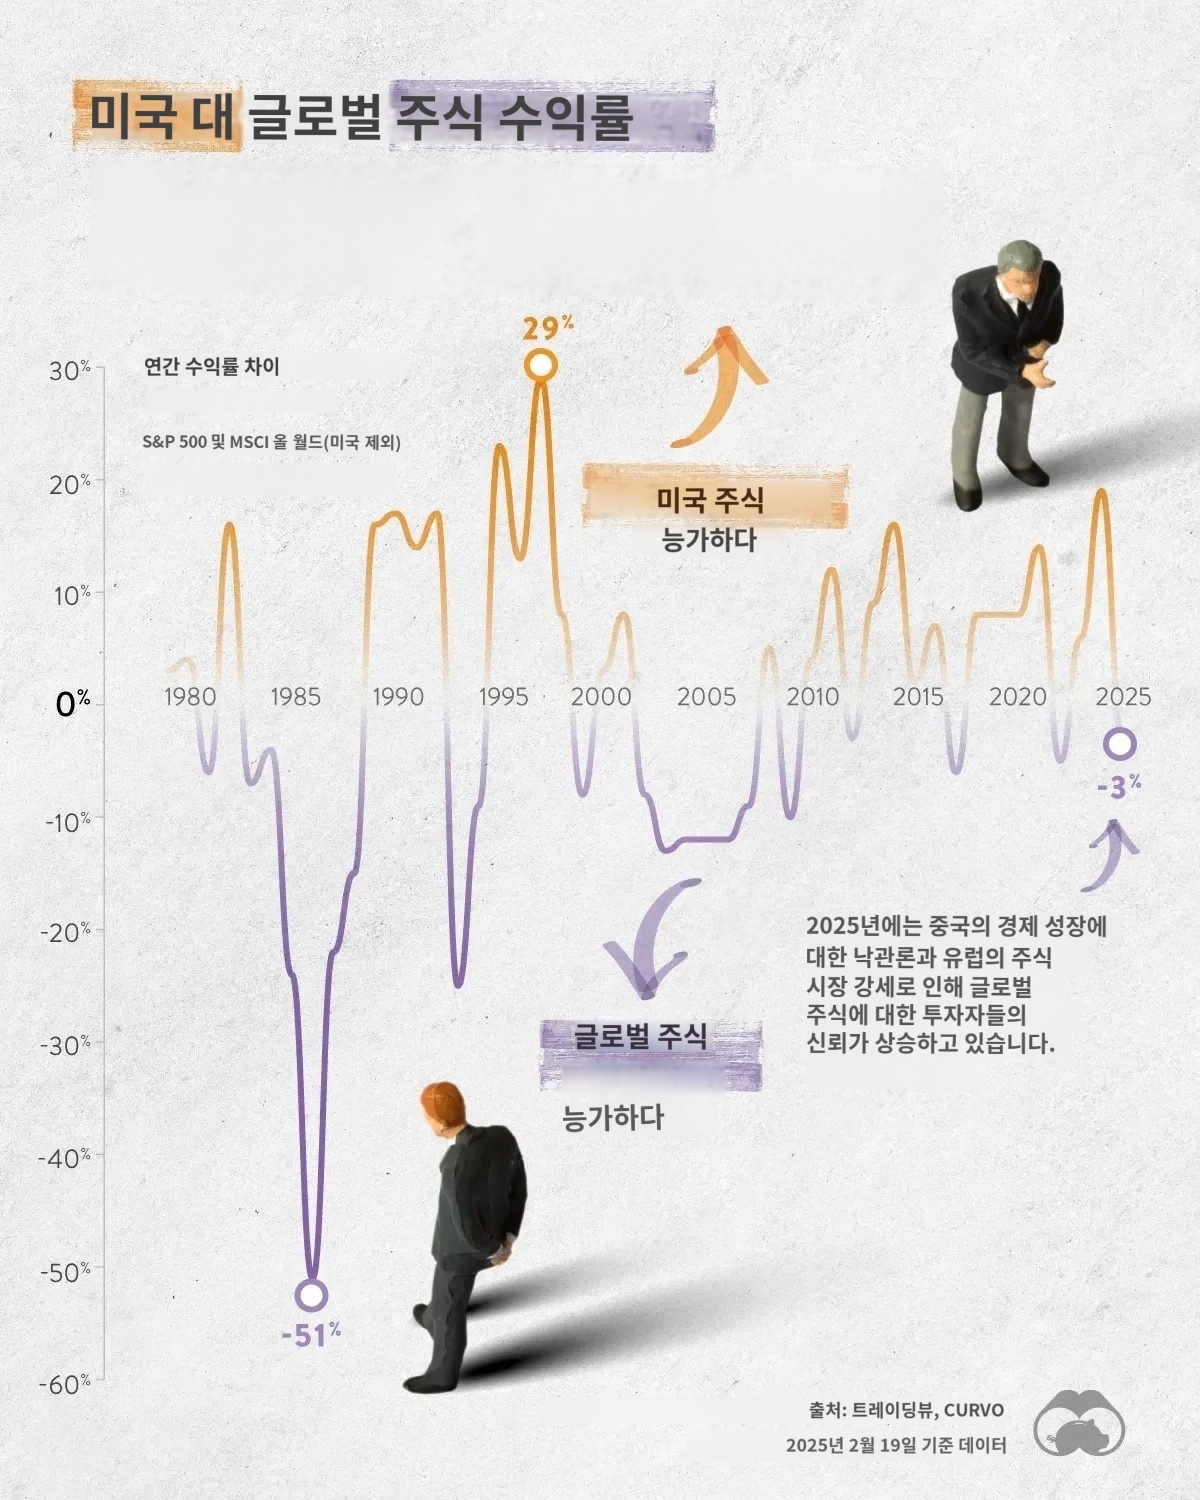 미국 대 글로벌 주식 수익률
29%
연간 수익률 차이
S&P 500 및 MSCI 올 월드(미국 제외)
30%
20%
10%
0%
-10%
-20%
-30%
-40%
-50%
-60%
미국 주식
능가하다
1980 1985 1990 1995 2000 2005 2010 2015 2020 2025
-3%
2025년에는 중국의 경제 성장에
대한 낙관론과 유럽의 주식
시장 강세로 인해 글로벌
주식에 대한 투자자들의
신뢰가 상승하고 있습니다.
글로벌 주식
능가하다
-51%
출처: 트레이딩뷰, CURVO
2025년 2월 19일 기준 데이터